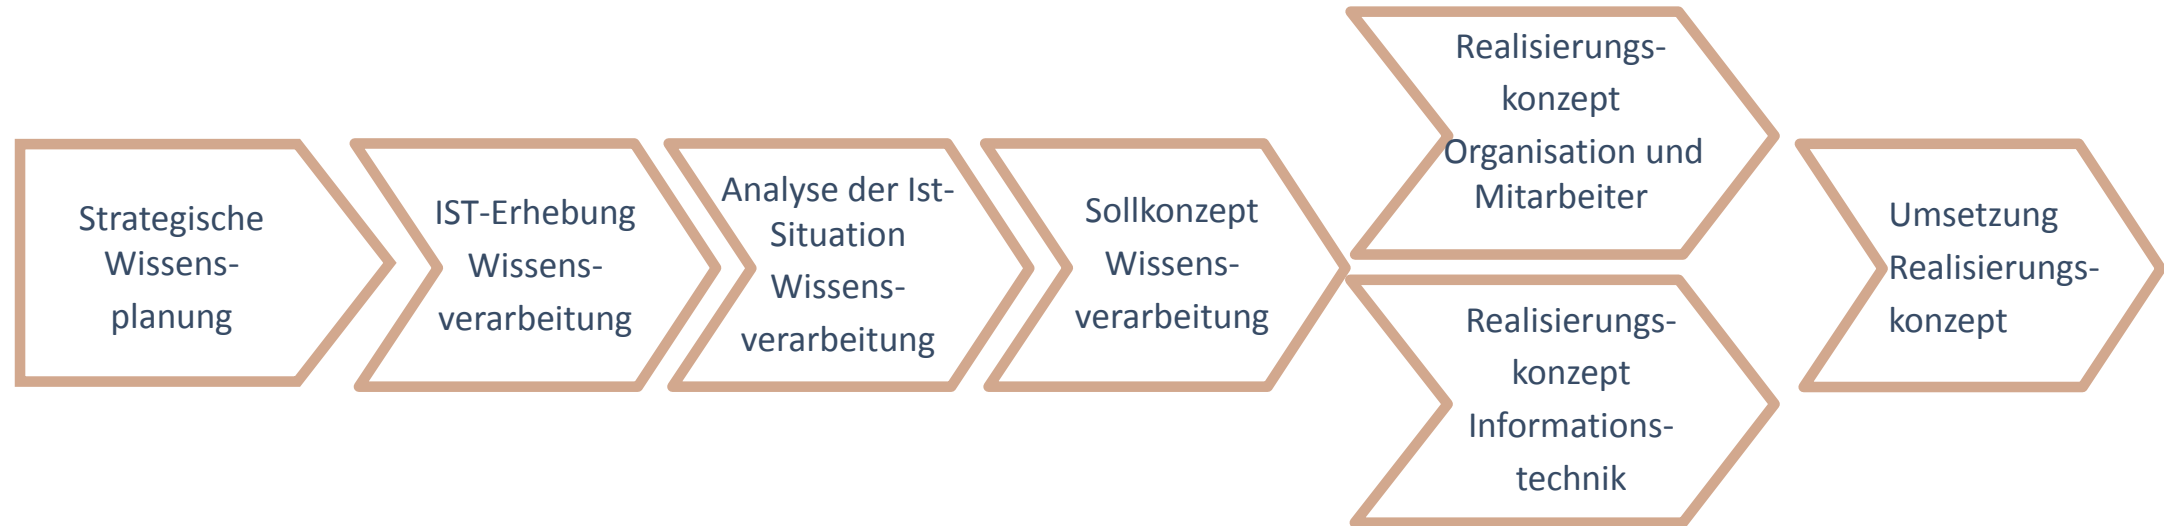 Strategische
Wissens-
planung
IST-Erhebung
Wissens-
verarbeitung
Analyse der Ist-
Situation
Wissens-
verarbeitung
Sollkonzept
Wissens-
verarbeitung
Realisierungs-
konzept
Organisation und
Mitarbeiter
Realisierungs-
konzept
Informations-
technik
Umsetzung
Realisierungs-
konzept